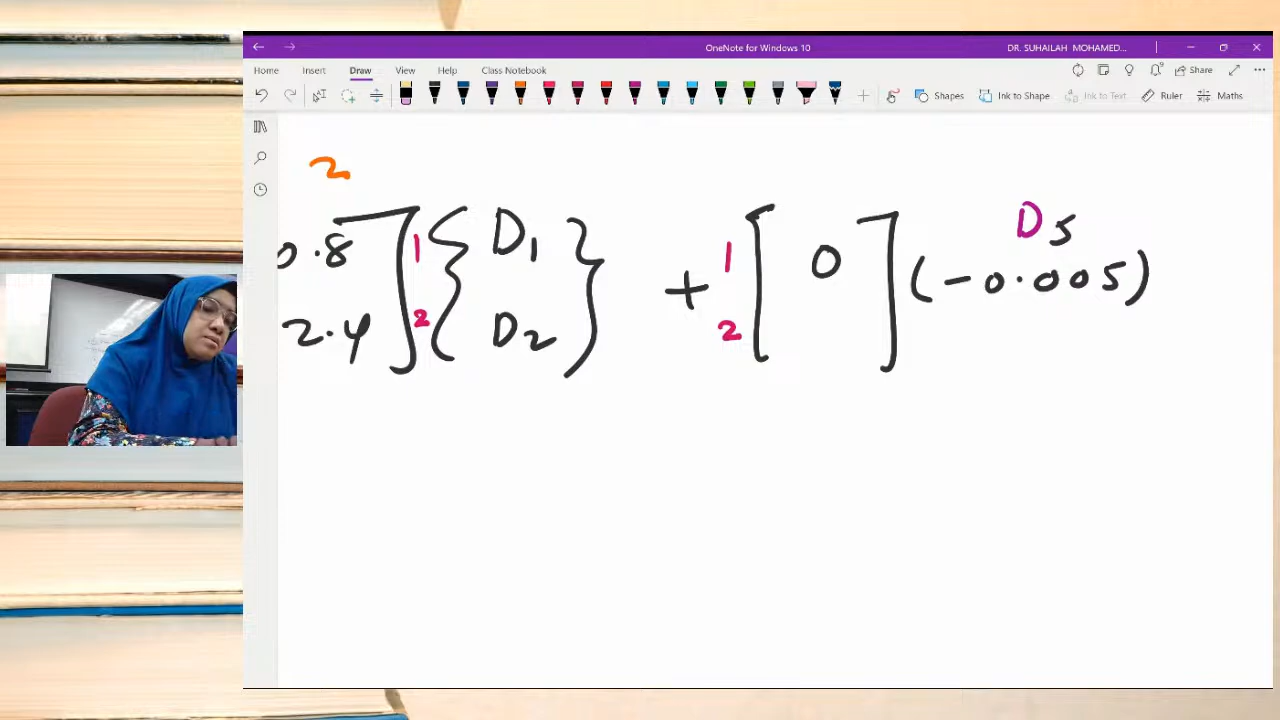 OneNote for Windows 10
DR. SUHAILAH MOHAMED...
Home Insert Draw View Help Class Notebook
Share
Shapes Ink to Shape Ink to Text Ruler Maths
2
D5
0.8 1 D1 1 0 (-0.005)
+
2.4 2 D2 2